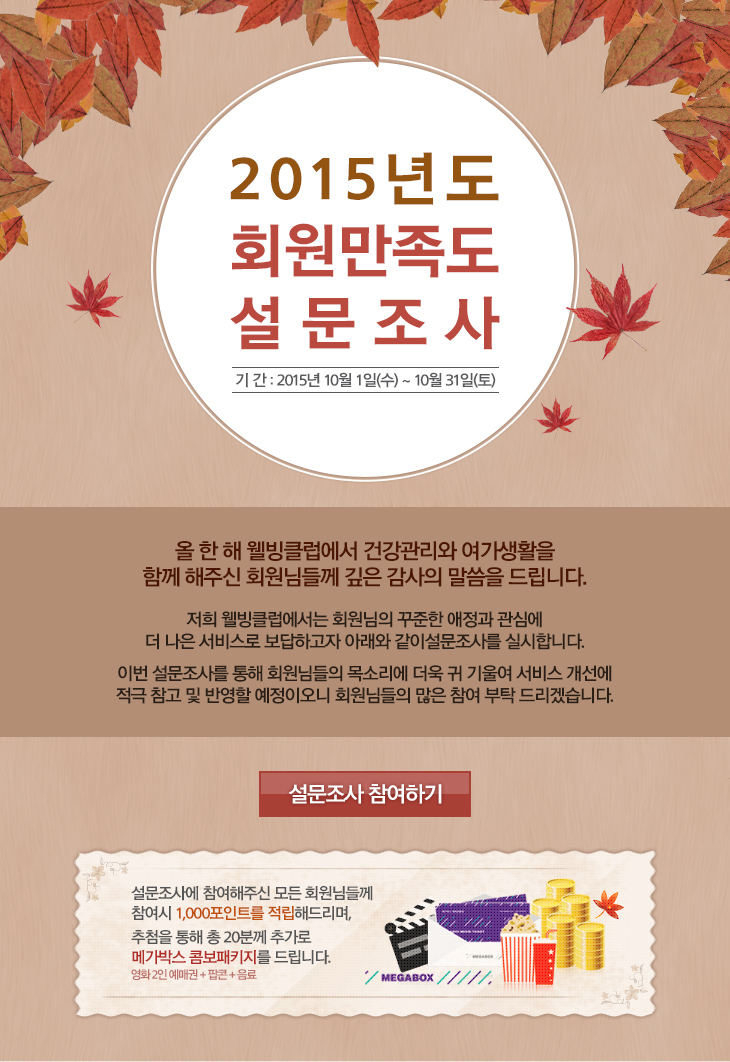 2015년도
회원만족도
설문조사
기 간 : 2015년 10월 1일(수) ~ 10월 31일(토)
올 한 해 웰빙클럽에서 건강관리와 여가생활을
함께 해주신 회원님들께 깊은 감사의 말씀을 드립니다.
저희 웰빙클럽에서는 회원님의 꾸준한 애정과 관심에
더 나은 서비스로 보답하고자 아래와 같이설문조사를 실시합니다.
이번 설문조사를 통해 회원님들의 목소리에 더욱 귀 기울여 서비스 개선에
적극 참고 및 반영할 예정이오니 회원님들의 많은 참여 부탁 드리겠습니다.
설문조사 참여하기
설문조사에 참여해주신 모든 회원님들께
참여시 1,000포인트를 적립해드리며,
추첨을 통해 총 20분께 추가로
메가박스 콤보패키지를 드립니다.
영화 2인 예매권 + 팝콘 + 음료
MEGABOX